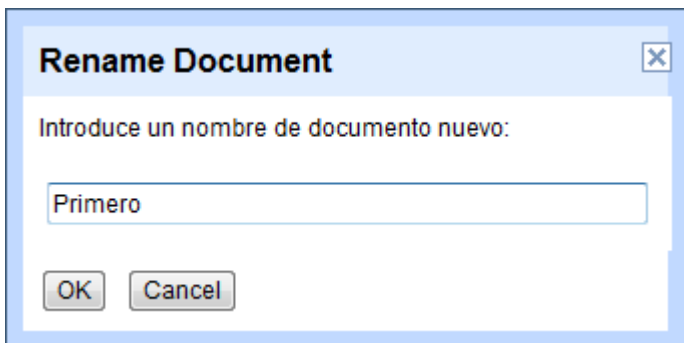 Rename Document
Introduce un nombre de documento nuevo:
Primero
OK Cancel